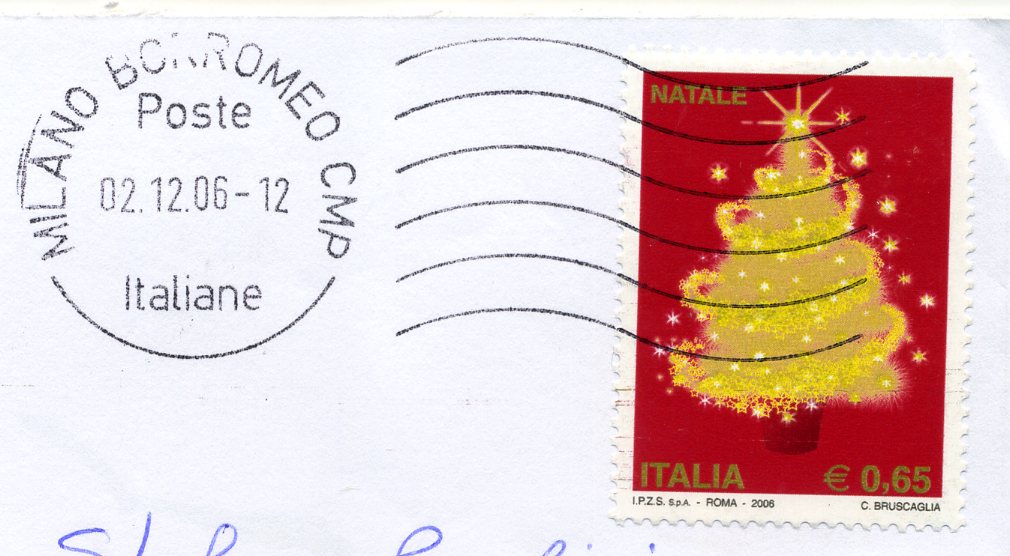 MILANO BORROMEO CMP
Poste
02.12.06-12
Italiane
NATALE
ITALIA € 0,65
I.P.Z.S. S.p.A. - ROMA - 2006 C. BRUSCAGLIA